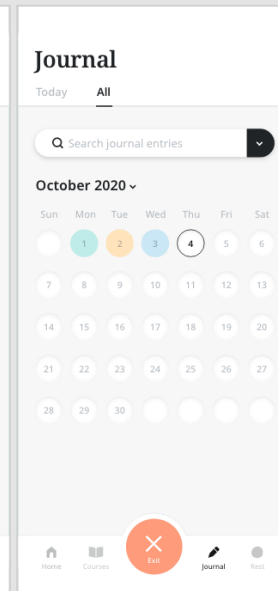 Journal
Today All
Search journal entries
October 2020
Sun Mon Tue Wed Thu Fri Sat
1 2 3 4 5 6
7 8 9 10 11 12 13
14 15 16 17 18 19 20
21 22 23 24 25 26 27
28 29 30
Home Courses Exit Journal Rest